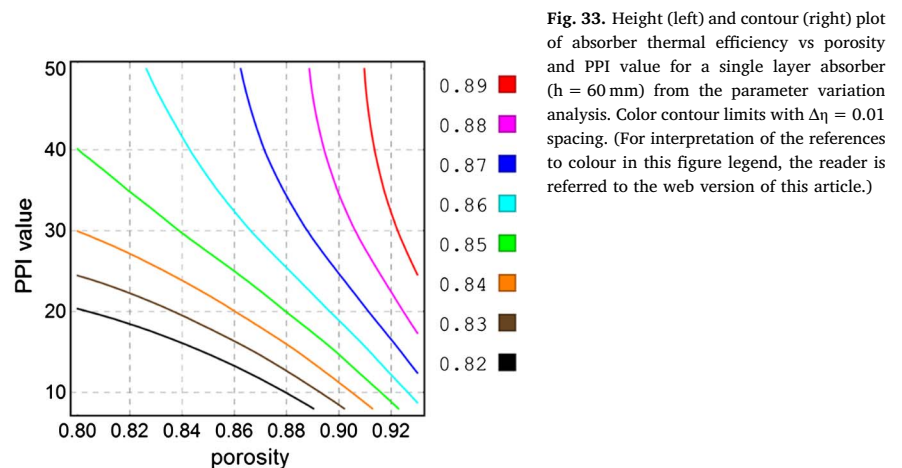 Fig. 33. Height (left) and contour (right) plot
of absorber thermal efficiency vs porosity
and PPI value for a single layer absorber
(h = 60 mm) from the parameter variation
analysis. Color contour limits with Δη = 0.01
spacing. (For interpretation of the references
to colour in this figure legend, the reader is
referred to the web version of this article.)
50
40
30
20
10
PPI value
0.80 0.82 0.84 0.86 0.88 0.90 0.92
porosity
0.89
0.88
0.87
0.86
0.85
0.84
0.83
0.82